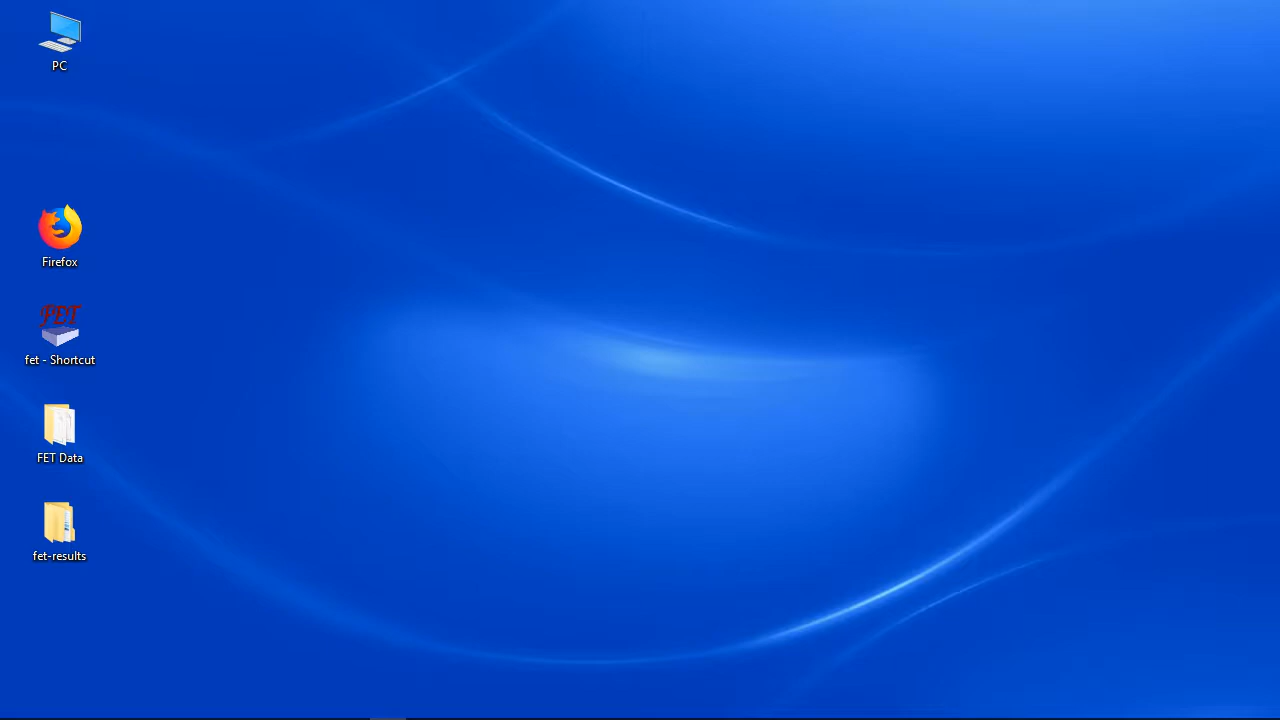 PC
Firefox
FET
fet - Shortcut
FET Data
fet-results